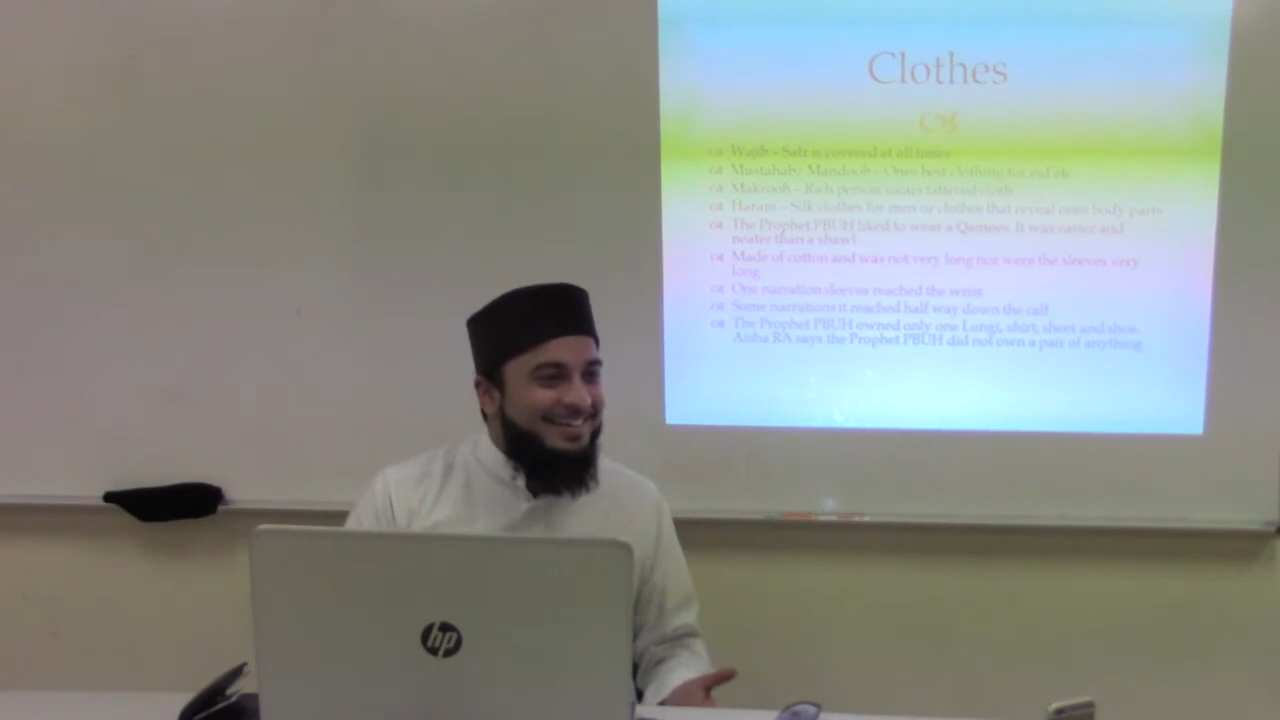 Clothes
Wajib – Satr is covered at all times
Mustahab/ Mandoob – Ones best clothing for eid etc
Makrooh – Rich person wears tattered cloth
Haram – Silk clothes for men or clothes that reveal ones body parts
The Prophet PBUH liked to wear a Qamees. It was easier and
neater than a shawl
Made of cotton and was not very long nor were the sleeves very
long
One narration sleeves reached the wrist
Some narrations it reached half way down the calf
The Prophet PBUH owned only one Lungi, shirt, sheet and shoe.
Aisha RA says the Prophet PBUH did not own a pair of anything
hp